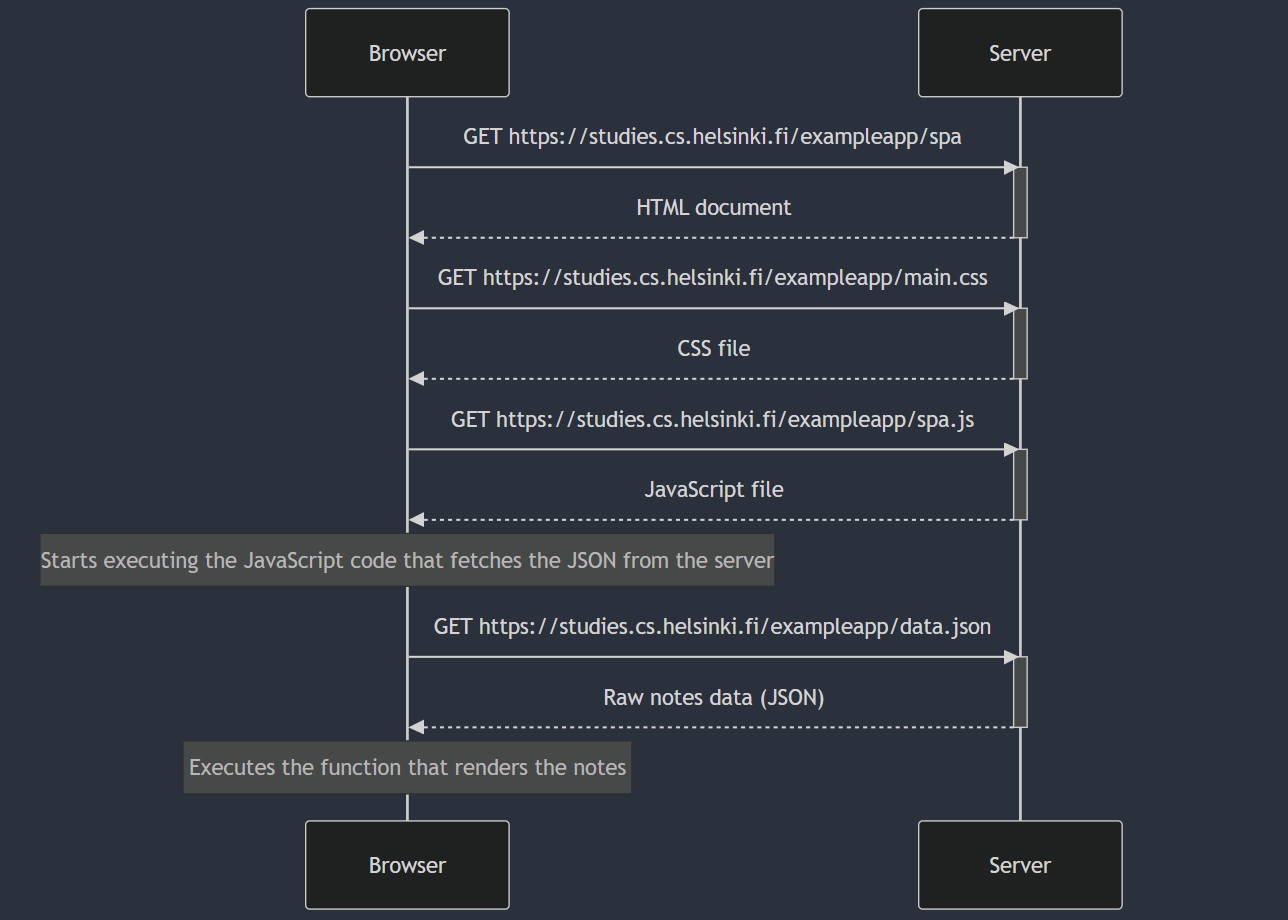 Browser
Server
GET https://studies.cs.helsinki.fi/exampleapp/spa
HTML document
GET https://studies.cs.helsinki.fi/exampleapp/main.css
CSS file
GET https://studies.cs.helsinki.fi/exampleapp/spa.js
JavaScript file
Starts executing the JavaScript code that fetches the JSON from the server
GET https://studies.cs.helsinki.fi/exampleapp/data.json
Raw notes data (JSON)
Executes the function that renders the notes
Browser
Server